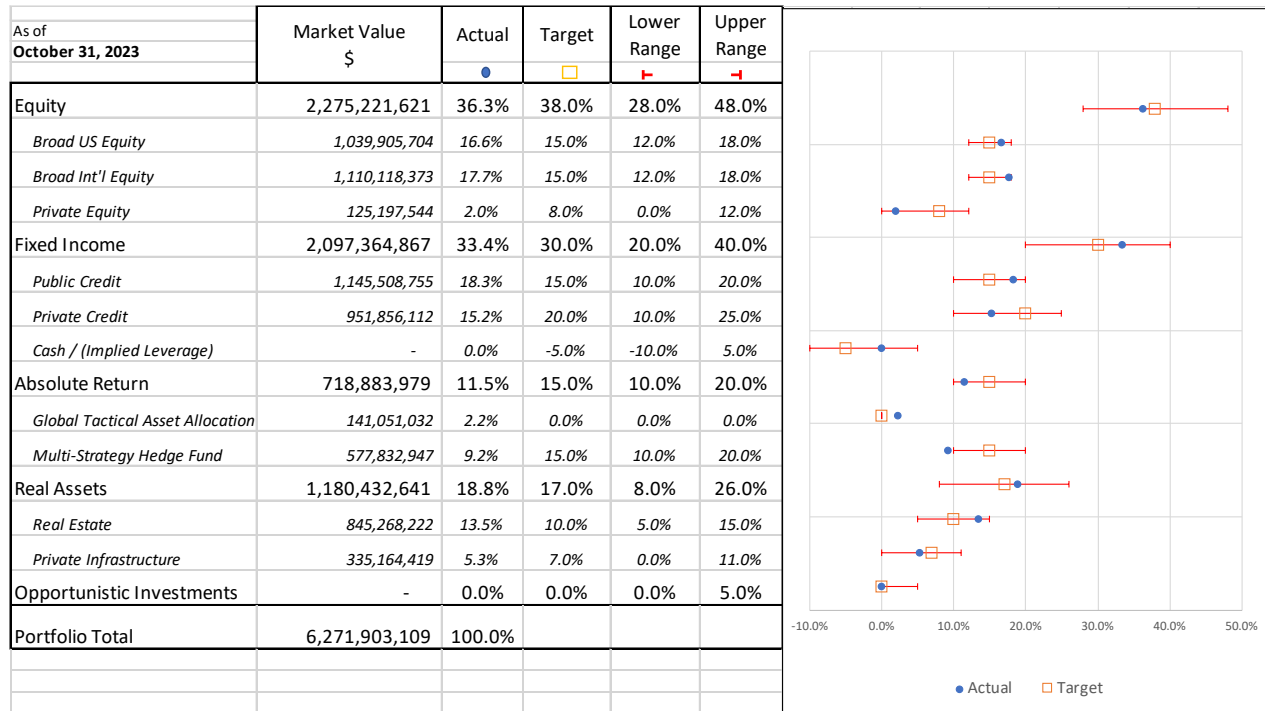 As of
October 31, 2023
Market Value
$
Actual
Target
Lower
Range
Upper
Range
Equity 2,275,221,621 36.3% 38.0% 28.0% 48.0%
Broad US Equity 1,039,905,704 16.6% 15.0% 12.0% 18.0%
Broad Int'l Equity 1,110,118,373 17.7% 15.0% 12.0% 18.0%
Private Equity 125,197,544 2.0% 8.0% 0.0% 12.0%
Fixed Income 2,097,364,867 33.4% 30.0% 20.0% 40.0%
Public Credit 1,145,508,755 18.3% 15.0% 10.0% 20.0%
Private Credit 951,856,112 15.2% 20.0% 10.0% 25.0%
Cash / (Implied Leverage) - 0.0% -5.0% -10.0% 5.0%
Absolute Return 718,883,979 11.5% 15.0% 10.0% 20.0%
Global Tactical Asset Allocation 141,051,032 2.2% 0.0% 0.0% 0.0%
Multi-Strategy Hedge Fund 577,832,947 9.2% 15.0% 10.0% 20.0%
Real Assets 1,180,432,641 18.8% 17.0% 8.0% 26.0%
Real Estate 845,268,222 13.5% 10.0% 5.0% 15.0%
Private Infrastructure 335,164,419 5.3% 7.0% 0.0% 11.0%
Opportunistic Investments - 0.0% 0.0% 0.0% 5.0%
Portfolio Total 6,271,903,109 100.0%
-10.0% 0.0% 10.0% 20.0% 30.0% 40.0% 50.0%
Actual Target